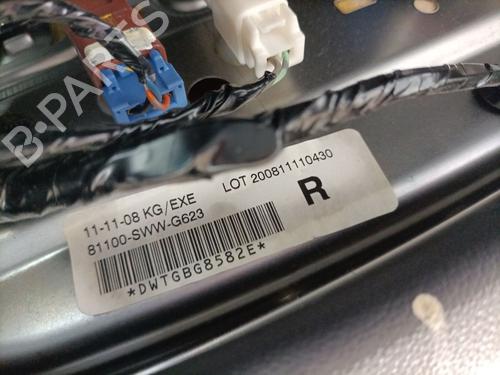 B-PARTS
11-11-08 KG/EXE LOT 200811110430
81100-SWW-G623 R
*DWTGBG8582E*